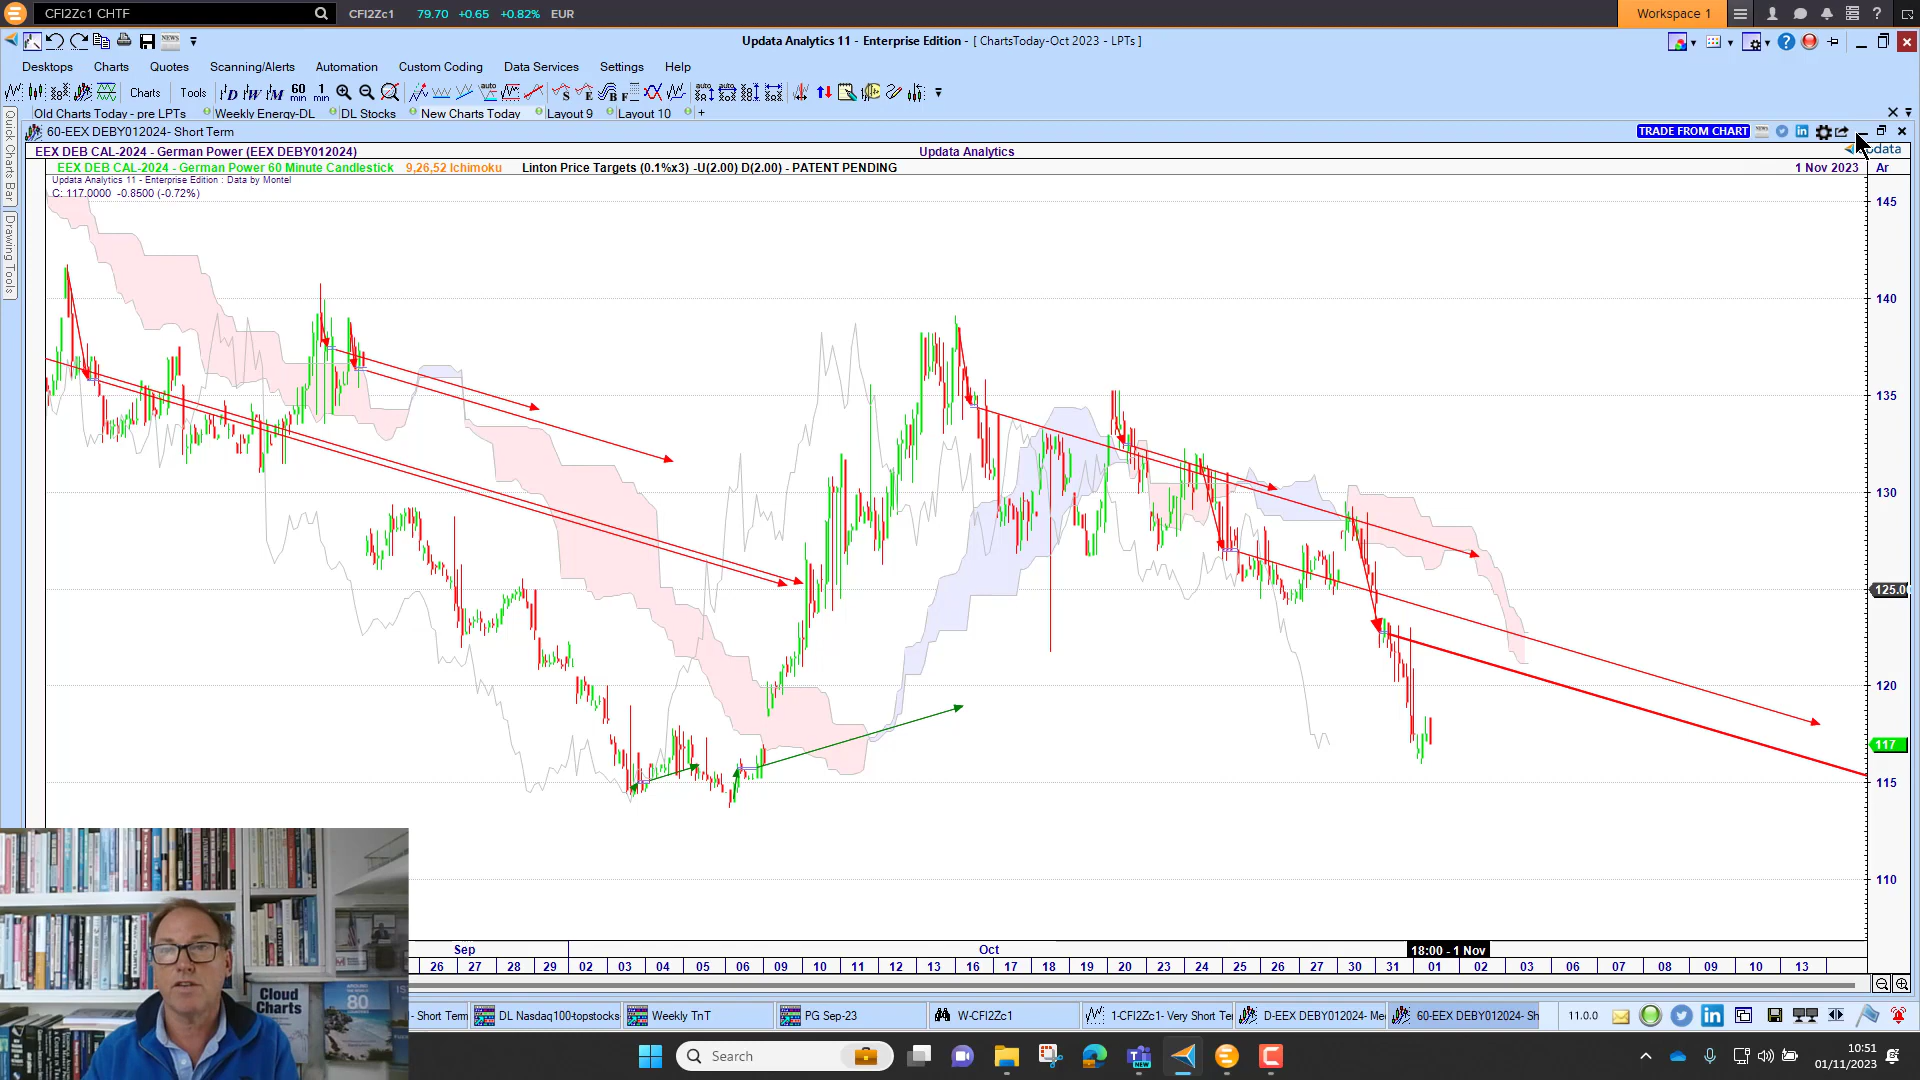 CFI2Zc1 CHTF
CFI2Zc1 79.70 +0.65 +0.82% EUR
Workspace 1
Updata Analytics 11 - Enterprise Edition - [ ChartsToday-Oct 2023 - LPTs ]
Desktops Charts Quotes Scanning/Alerts Automation Custom Coding Data Services Settings Help
Charts Tools
Old Charts Today - pre LPTs Weekly Energy-DL DL Stocks New Charts Today Layout 9 Layout 10 +
Quick Charts Bar
Drawing Tools
60-EEX DEBY012024- Short Term
TRADE FROM CHART
EEX DEB CAL-2024 - German Power (EEX DEBY012024) Updata Analytics
EEX DEB CAL-2024 - German Power 60 Minute Candlestick 9,26,52 Ichimoku Linton Price Targets (0.1%x3) -U(2.00) D(2.00) - PATENT PENDING
1 Nov 2023 Ar
Updata Analytics 11 - Enterprise Edition : Data by Montel
C: 117.0000 -0.8500 (-0.72%)
145
140
135
130
125.00
120
117
115
110
Sep Oct 18:00 - 1 Nov
26 27 28 29 02 03 04 05 06 09 10 11 12 13 16 17 18 19 20 23 24 25 26 27 30 31 01 02 03 06 07 08 09 10 13
Cloud Charts
80
- Short Term DL Nasdaq100-topstocks Weekly TnT PG Sep-23 W-CFI2Zc1 1-CFI2Zc1- Very Short Te D-EEX DEBY012024- Me 60-EEX DEBY012024- Sh 11.0.0
Search
10:51
01/11/2023